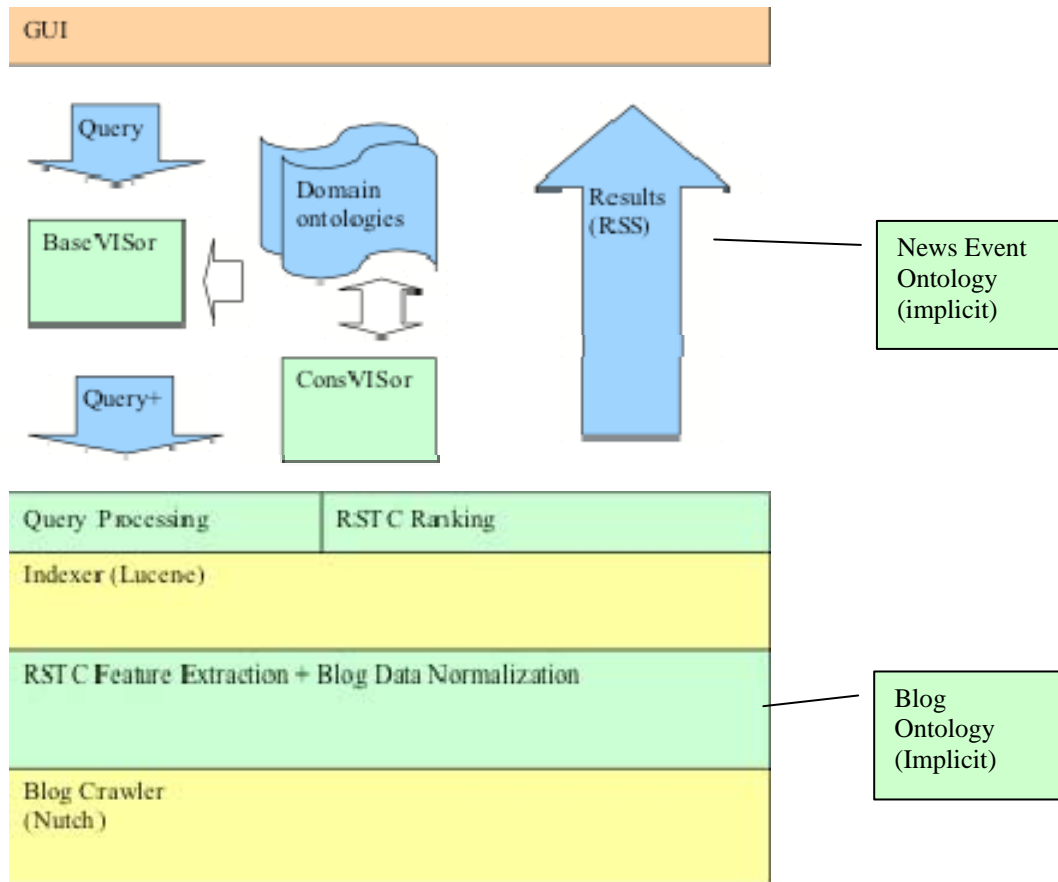 GUI
Query
Domain
ontologies
Results
(RSS)
BaseVISor
News Event
Ontology
(implicit)
ConsVISor
Query+
Query Processing
RSTC Ranking
Indexer (Lucene)
RSTC Feature Extraction + Blog Data Normalization
Blog
Ontology
(Implicit)
Blog Crawler
(Nutch)